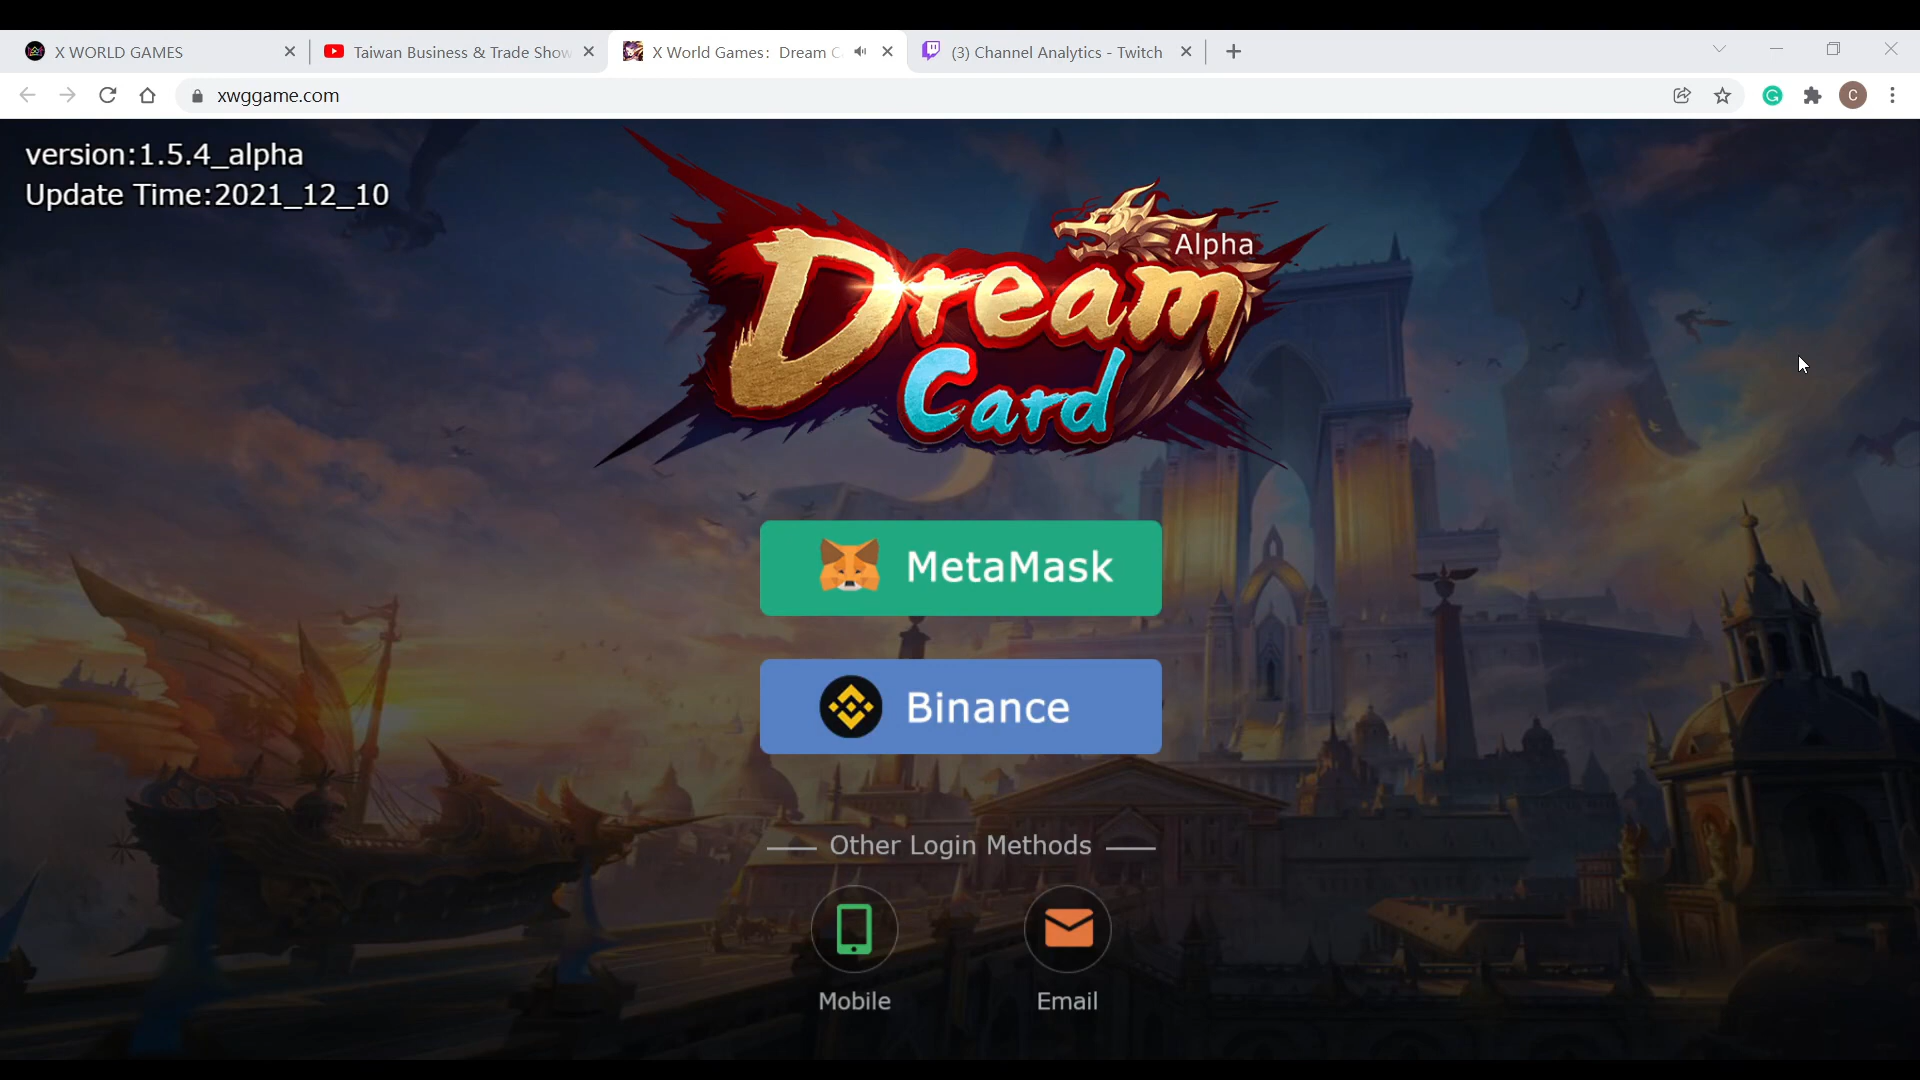 X WORLD GAMES
Taiwan Business & Trade Show
X World Games: Dream C
(3) Channel Analytics - Twitch
xwggame.com
C
version:1.5.4_alpha
Update Time:2021_12_10
Alpha
Dream
Card
MetaMask
Binance
Other Login Methods
Mobile
Email